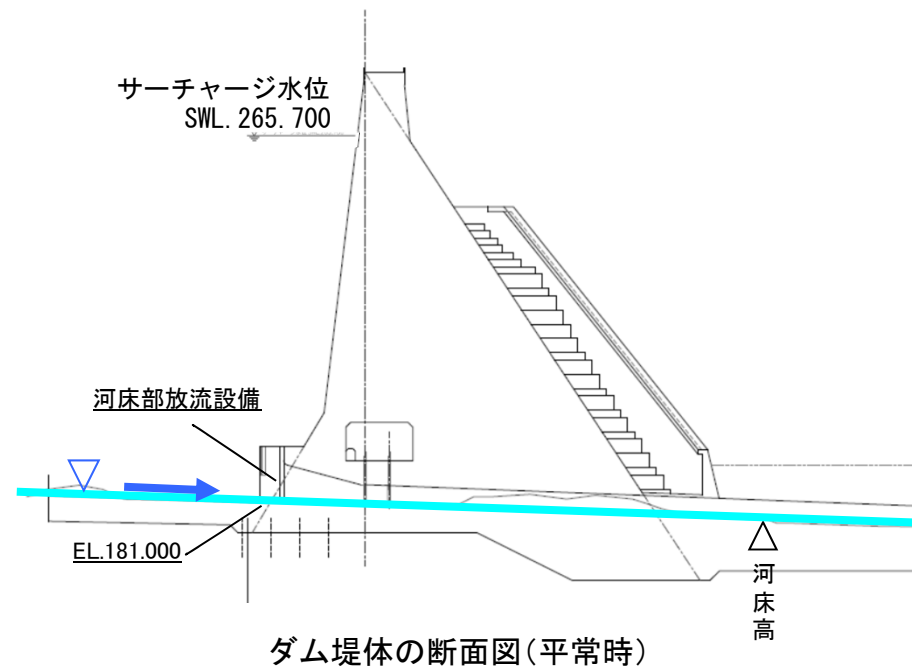 サーチャージ水位
SWL.265.700
河床部放流設備
EL.181.000
河床高
ダム堤体の断面図(平常時)